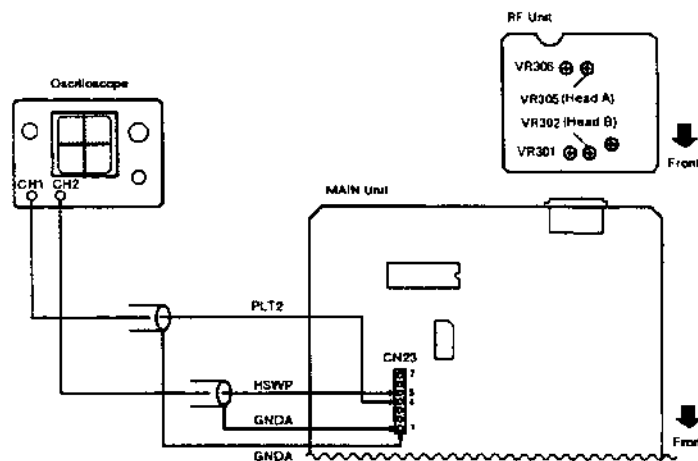 RF Unit
VR306
VR305 (Head A)
VR302 (Head B)
VR301
Front
Oscilloscope
CH1 CH2
MAIN Unit
PLT2
CN23
7
HSWP
5
4
GNDA
1
GNDA
Front